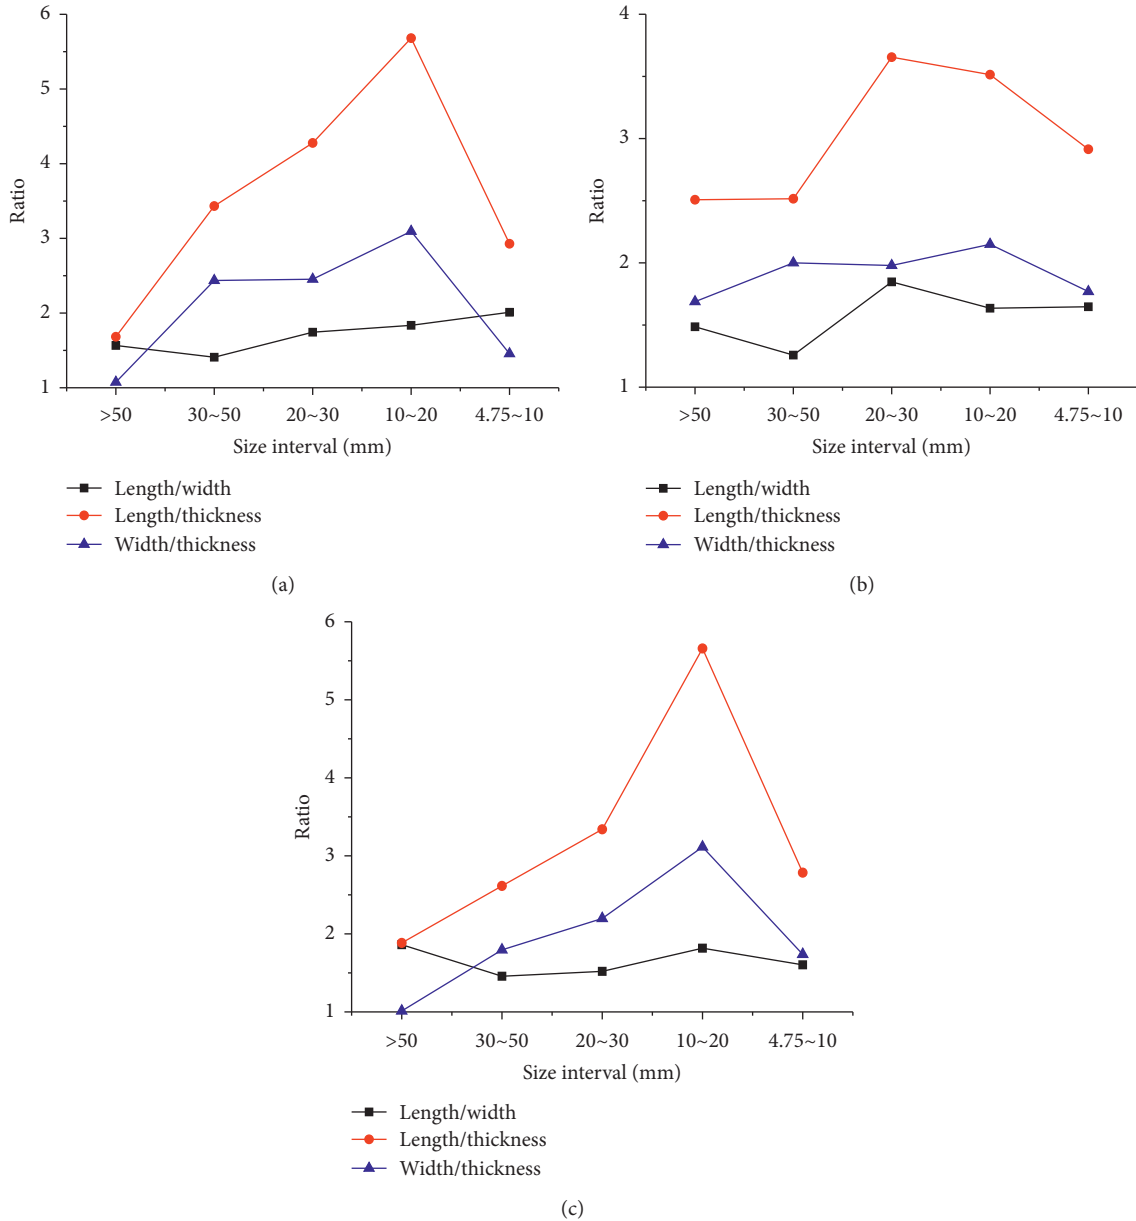 6
5
4
3
2
1
Ratio
>50
30~50
20~30
10~20
4.75~10
Size interval (mm)
Length/width
Length/thickness
Width/thickness
(a)
4
3
2
1
Ratio
>50
30~50
20~30
10~20
4.75~10
Size interval (mm)
Length/width
Length/thickness
Width/thickness
(b)
6
5
4
3
2
1
Ratio
>50
30~50
20~30
10~20
4.75~10
Size interval (mm)
Length/width
Length/thickness
Width/thickness
(c)